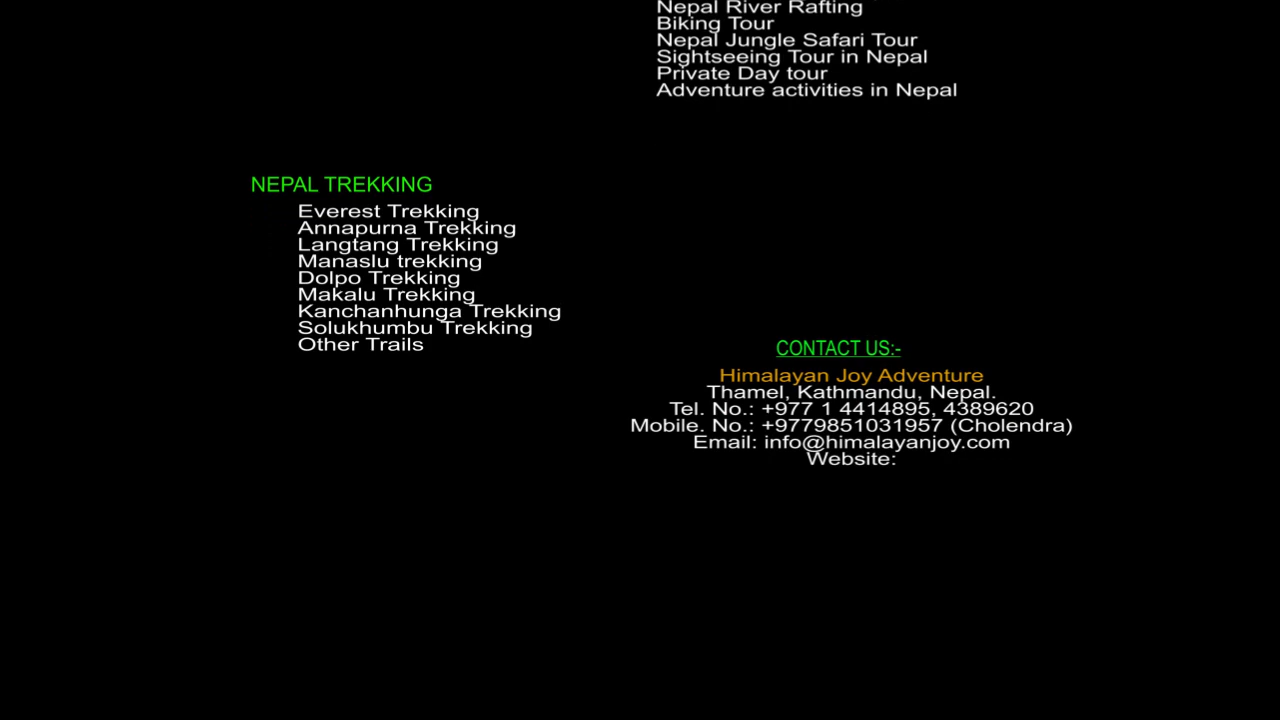 Nepal River Rafting
Biking Tour
Nepal Jungle Safari Tour
Sightseeing Tour in Nepal
Private Day tour
Adventure activities in Nepal
NEPAL TREKKING
Everest Trekking
Annapurna Trekking
Langtang Trekking
Manaslu trekking
Dolpo Trekking
Makalu Trekking
Kanchanhunga Trekking
Solukhumbu Trekking
Other Trails
CONTACT US:-
Himalayan Joy Adventure
Thamel, Kathmandu, Nepal.
Tel. No.: +977 1 4414895, 4389620
Mobile. No.: +9779851031957 (Cholendra)
Email: info@himalayanjoy.com
Website: